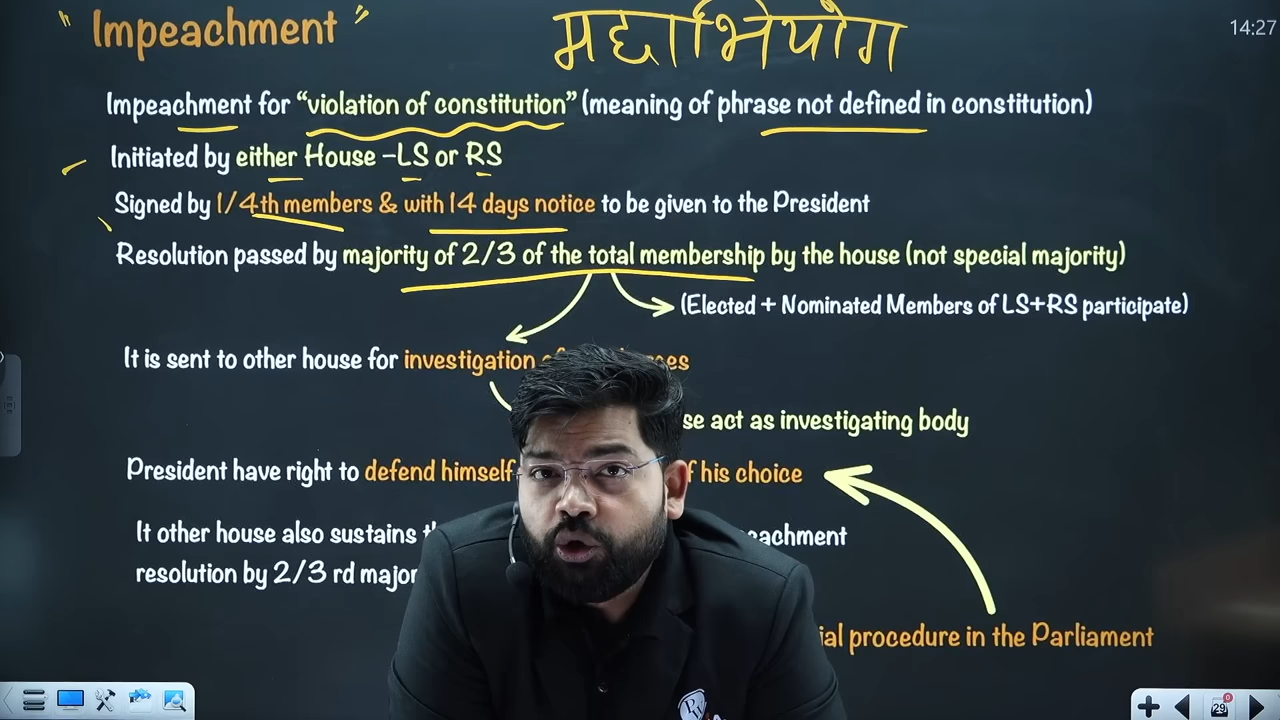 " Impeachment " महाभियोग
14:27
Impeachment for “violation of constitution” (meaning of phrase not defined in constitution)
Initiated by either House –LS or RS
Signed by 1/4th members & with 14 days notice to be given to the President
Resolution passed by majority of 2/3 of the total membership by the house (not special majority)
(Elected + Nominated Members of LS+RS participate)
It is sent to other house for investigation
act as investigating body
President have right to defend himself his choice
It other house also sustains
resolution by 2/3 rd
procedure in the Parliament
29